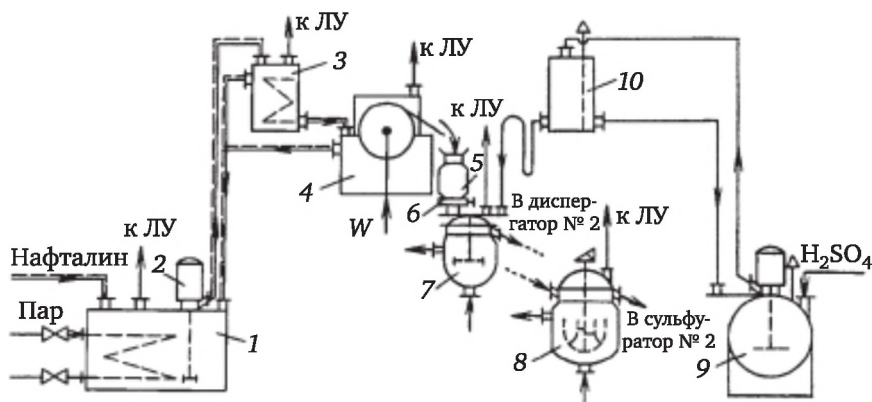 к ЛУ
3
к ЛУ
10
к ЛУ
5
4
6
W
В диспер-
гатор № 2
к ЛУ
к ЛУ
Нафталин
2
H₂SO₄
7
Пар
1
В сульфу-
ратор № 2
8
9